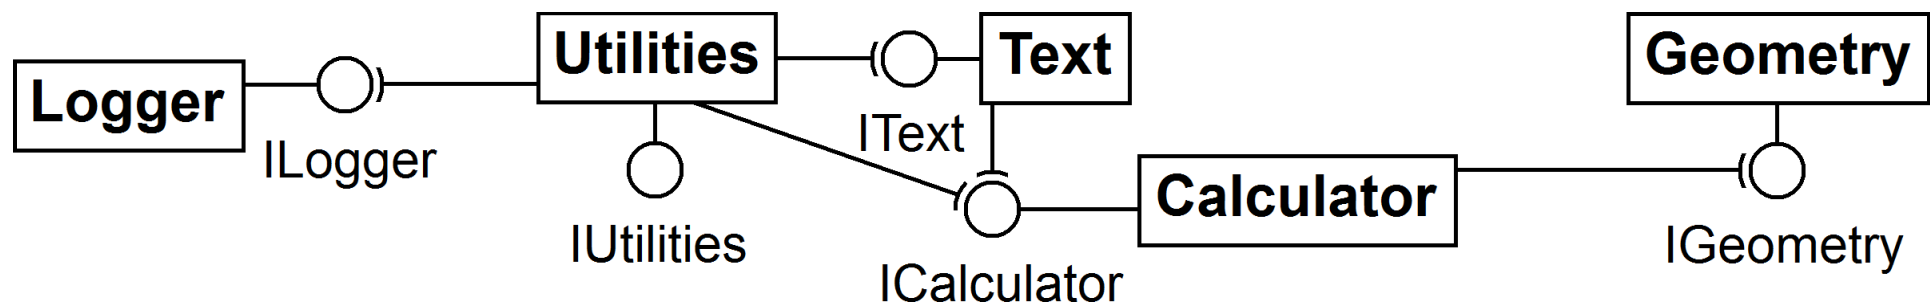 Logger
ILogger
Utilities
IUtilities
IText
Text
ICalculator
Calculator
Geometry
IGeometry